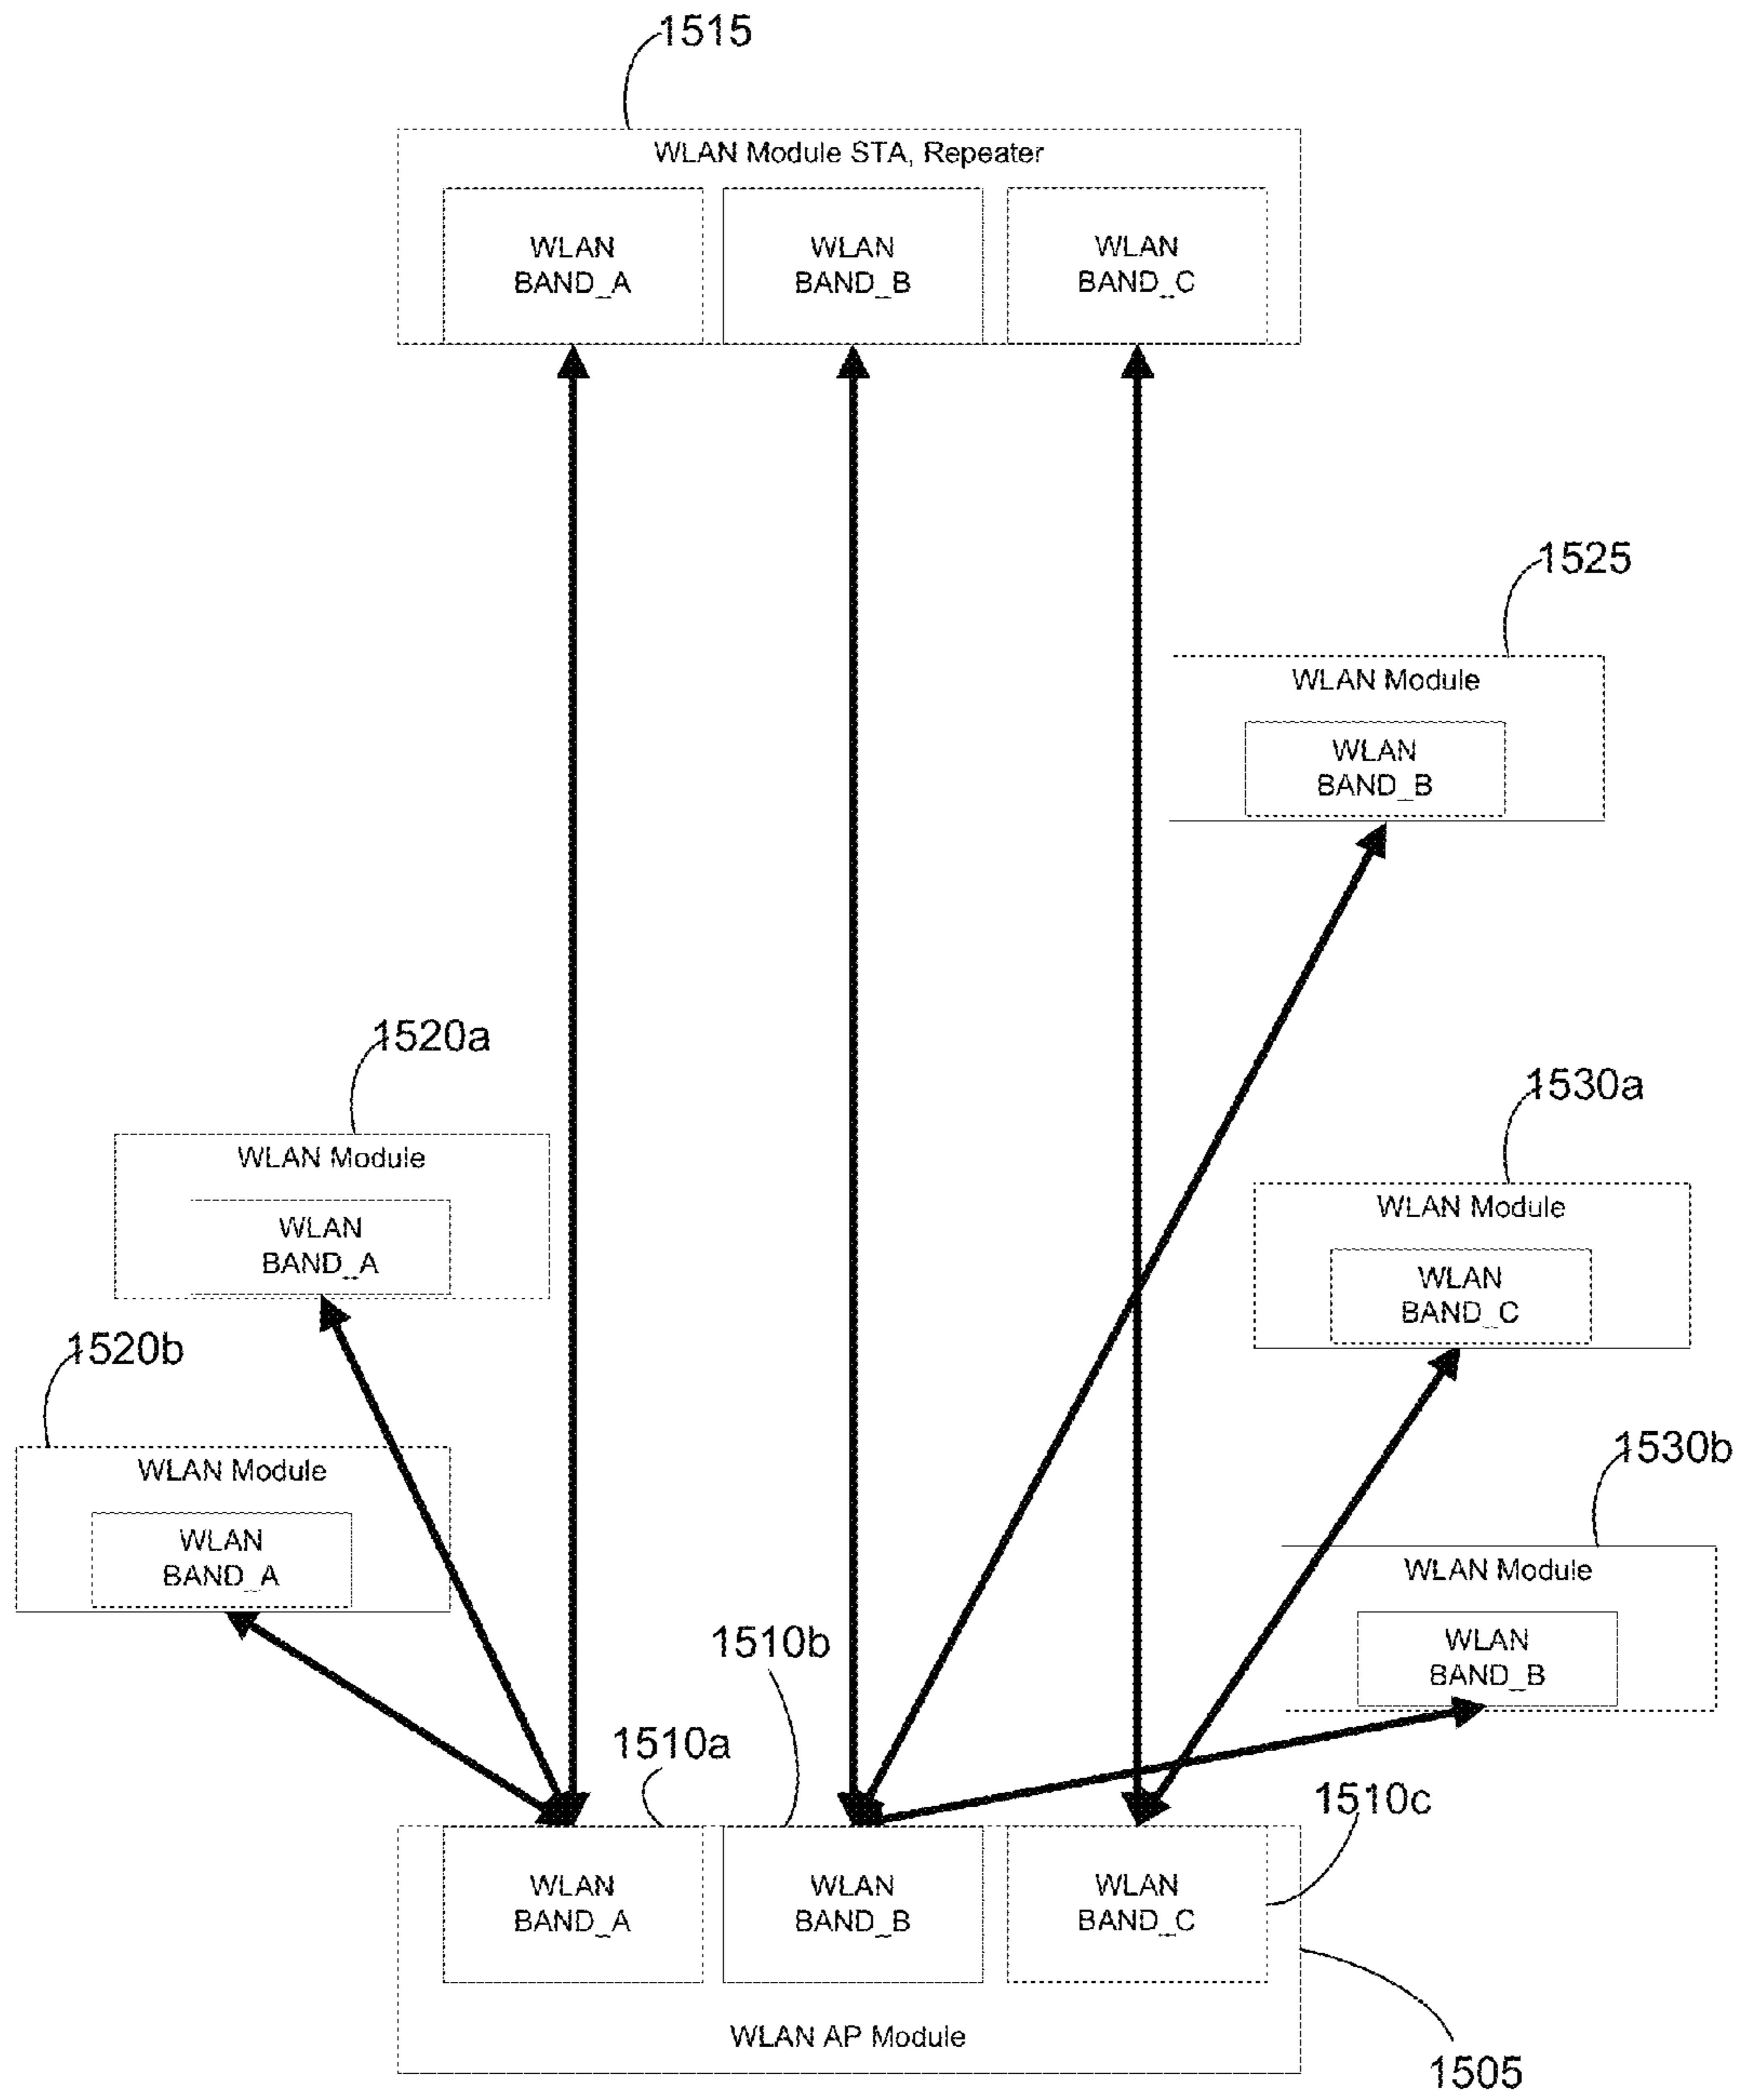 1515
WLAN Module STA, Repeater
WLAN
BAND_A
WLAN
BAND_B
WLAN
BAND_C
1525
WLAN Module
WLAN
BAND_B
1520a
WLAN Module
WLAN
BAND_A
1530a
WLAN Module
WLAN
BAND_C
1520b
WLAN Module
WLAN
BAND_A
1530b
WLAN Module
WLAN
BAND_B
1510b
1510a
1510c
WLAN
BAND_A
WLAN
BAND_B
WLAN
BAND_C
WLAN AP Module
1505